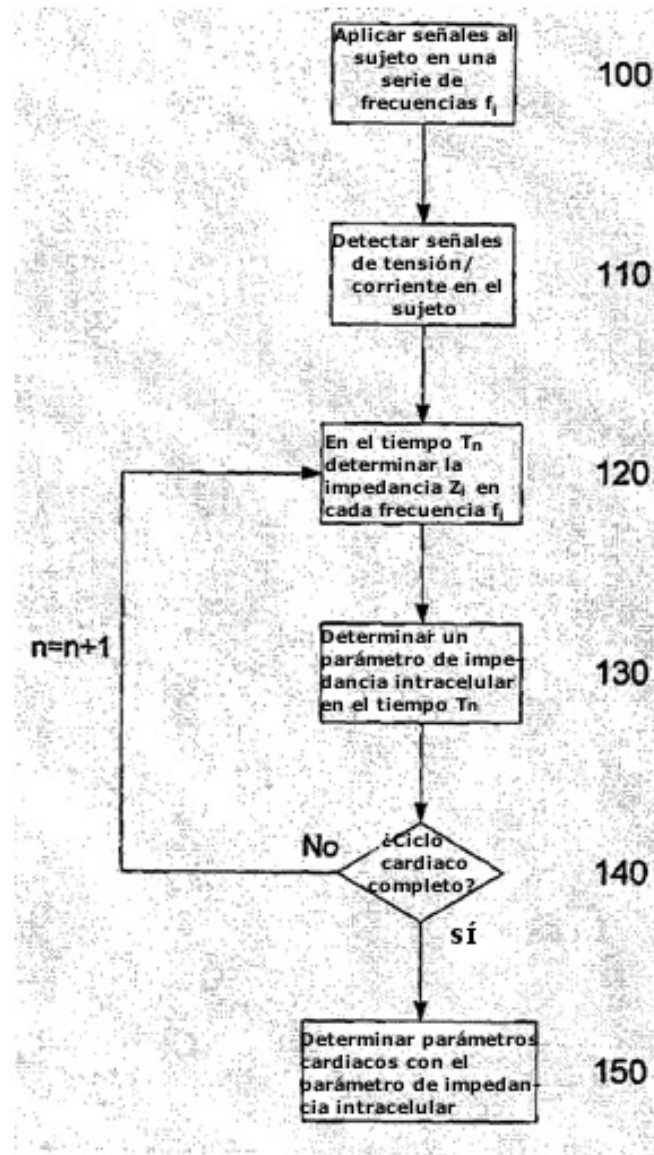 Aplicar señales al
sujeto en una
serie de
frecuencias fi
100
Detectar señales
de tensión/
corriente en el
sujeto
110
En el tiempo Tn
determinar la
impedancia Zi en
cada frecuencia fi
120
n=n+1
Determinar un
parámetro de impe-
dancia intracelular
en el tiempo Tn
130
No
¿Ciclo
cardiaco
completo?
140
sí
Determinar parámetros
cardiacos con el
parámetro de impedan-
cia intracelular
150